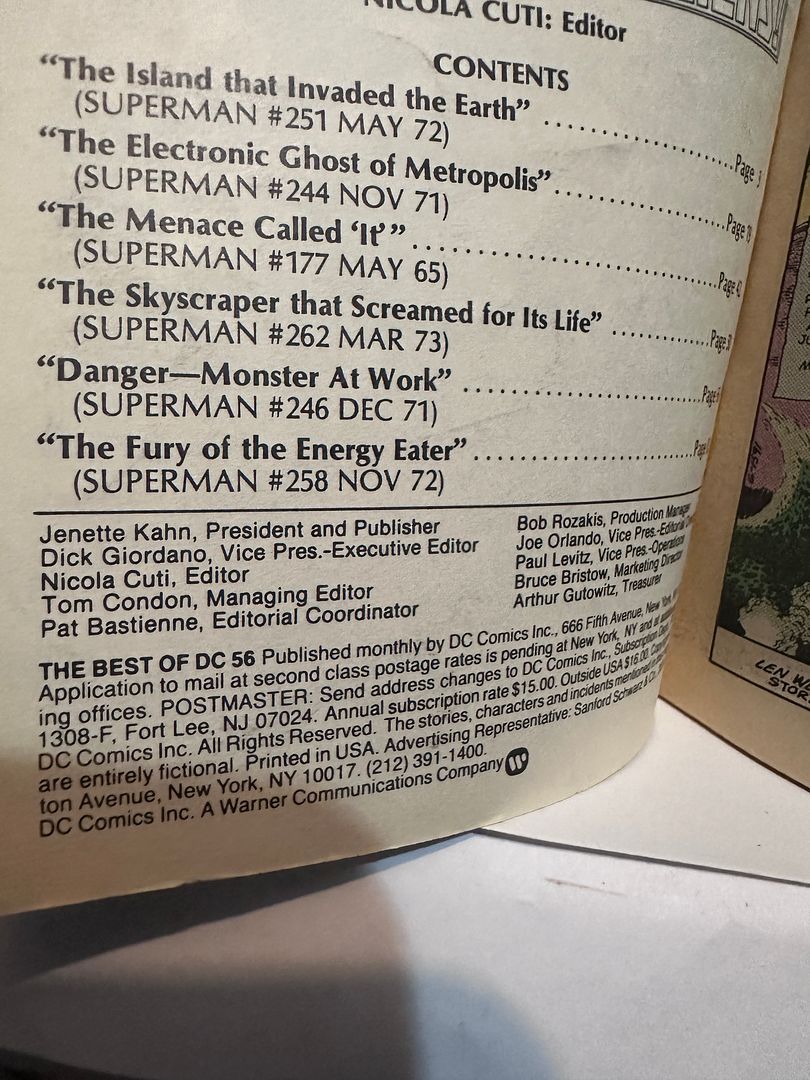 NICOLA CUTI: Editor
CONTENTS
“The Island that Invaded the Earth” ........................Page
(SUPERMAN #251 MAY 72)
“The Electronic Ghost of Metropolis”........................Page
(SUPERMAN #244 NOV 71)
“The Menace Called ‘It’” ........................Page
(SUPERMAN #177 MAY 65)
“The Skyscraper that Screamed for Its Life” ..............Page
(SUPERMAN #262 MAR 73)
“Danger—Monster At Work” ........................Page
(SUPERMAN #246 DEC 71)
“The Fury of the Energy Eater”........................Page
(SUPERMAN #258 NOV 72)
Jenette Kahn, President and Publisher
Dick Giordano, Vice Pres.-Executive Editor
Nicola Cuti, Editor
Tom Condon, Managing Editor
Pat Bastienne, Editorial Coordinator
Bob Rozakis, Production Manager
Joe Orlando, Vice Pres.-Editorial
Paul Levitz, Vice Pres.-Operations
Bruce Bristow, Marketing Director
Arthur Gutowitz, Treasurer
THE BEST OF DC 56 Published monthly by DC Comics Inc., 666 Fifth Avenue, New York,
Application to mail at second class postage rates is pending at New York, NY and at
ing offices. POSTMASTER: Send address changes to DC Comics Inc., Subscription
1308-F, Fort Lee, NJ 07024. Annual subscription rate $15.00. Outside USA $16.00.
DC Comics Inc. All Rights Reserved. The stories, characters and incidents mentioned in
are entirely fictional. Printed in USA. Advertising Representative: Sanford Schwarz & Co.
ton Avenue, New York, NY 10017. (212) 391-1400.
DC Comics Inc. A Warner Communications Company
LEN
STOR